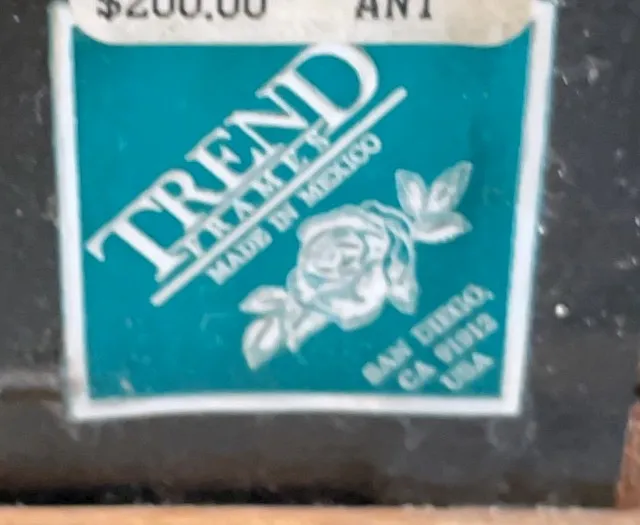 $200.00 ANT
TREND
FRAMES
MADE IN MEXICO
SAN DIEGO,
CA 91912
USA